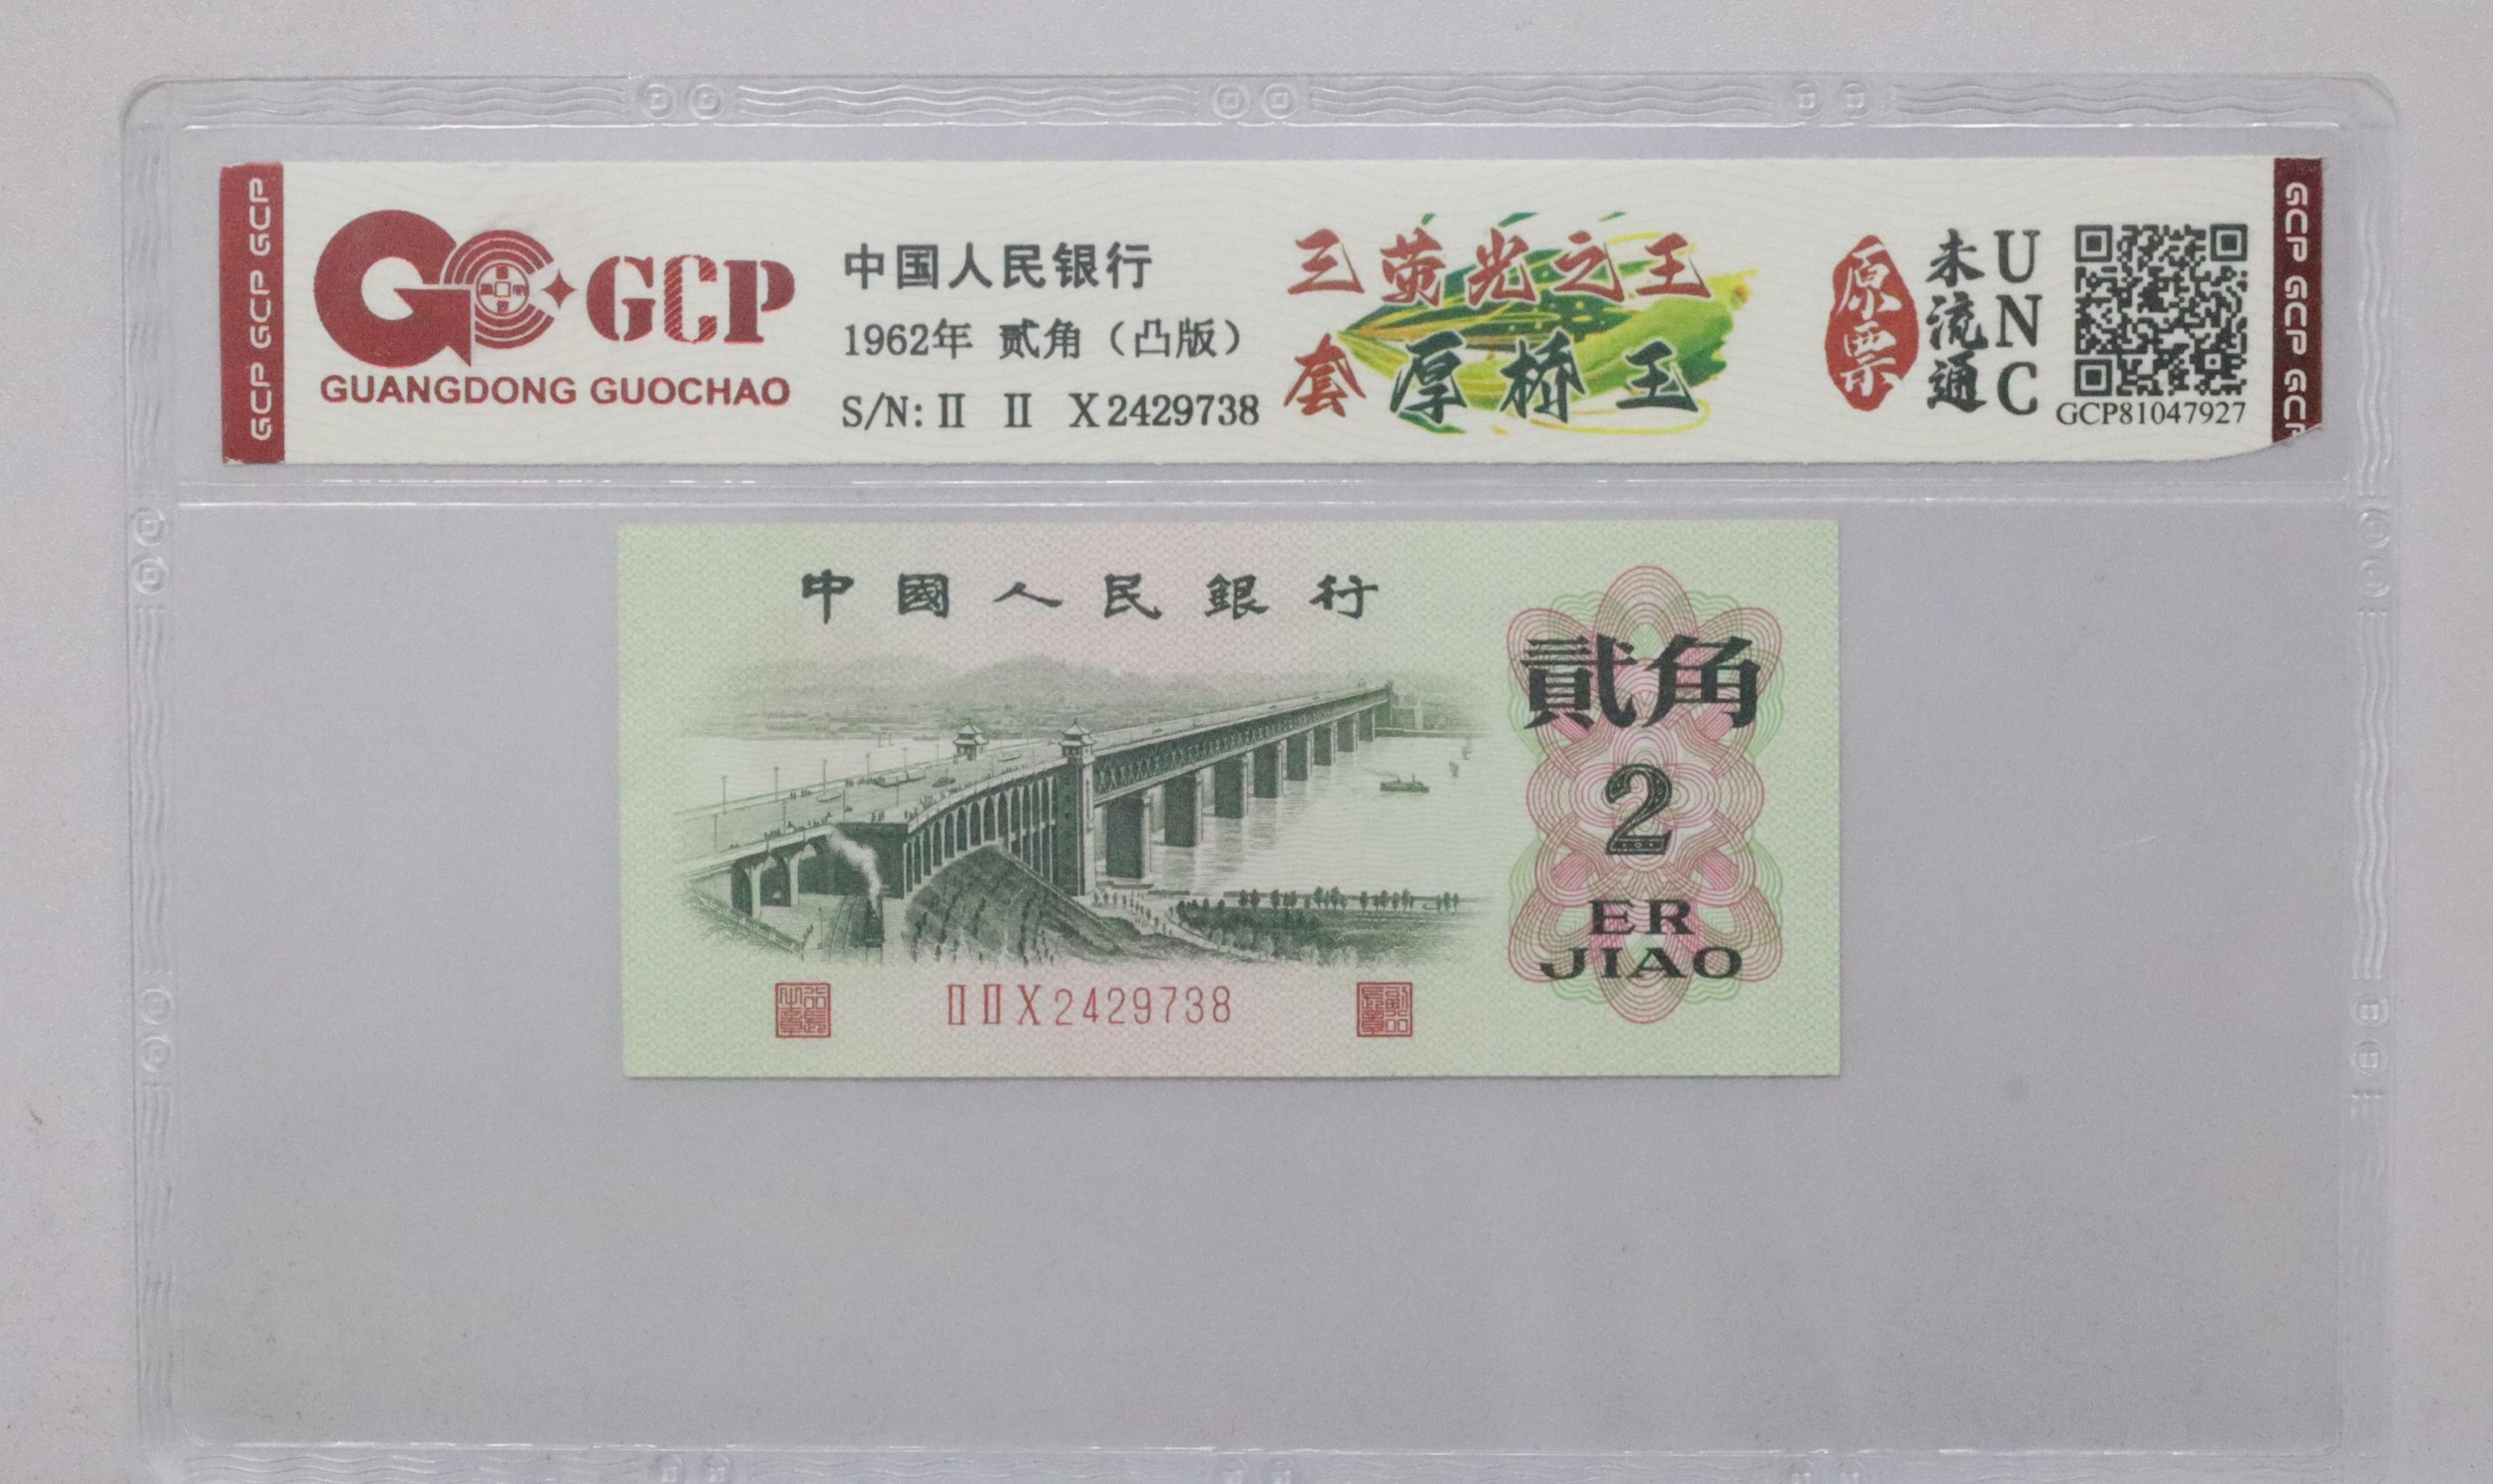 GCP GCP GCP GCP
GCP
GUANGDONG GUOCHAO
中国人民银行
1962年 贰角（凸版）
S/N: II II X2429738
三荧光之王
套厚桥王
原票
未流通
UNC
GCP81047927
GCP GCP GCP
中國人民銀行
貳角
2
ER
JIAO
IIIIX2429738